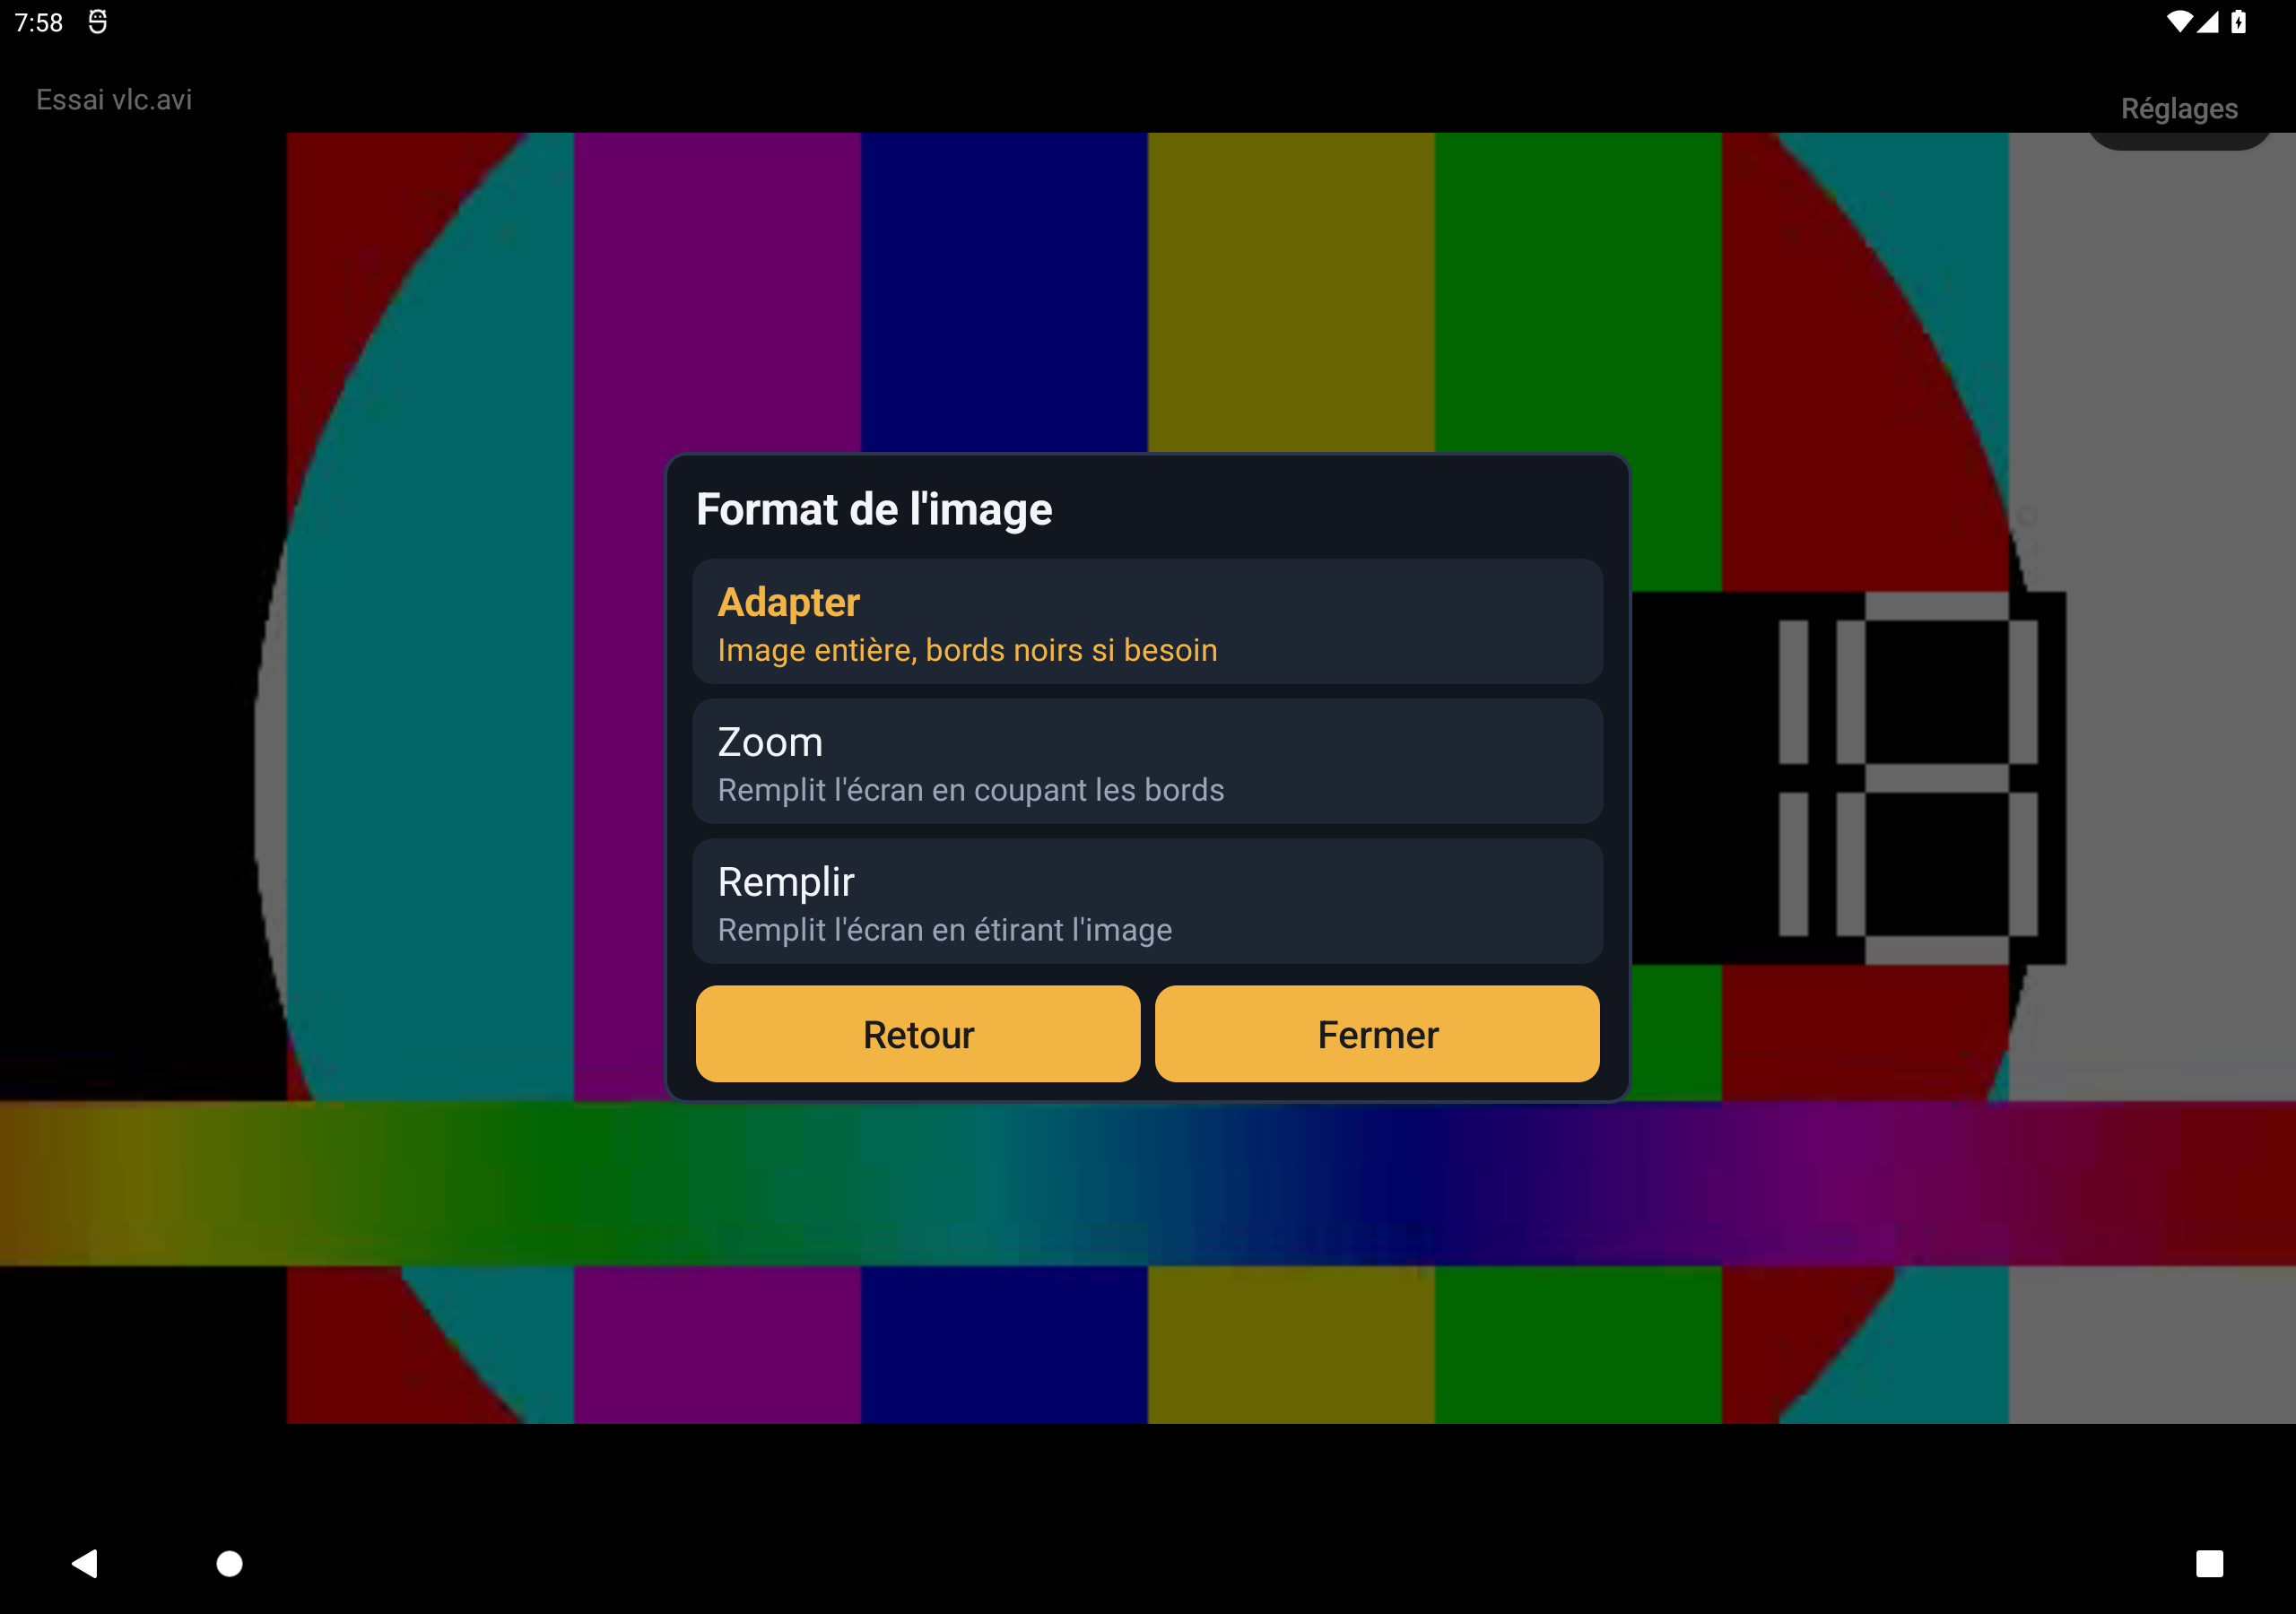 7:58
Essai vlc.avi
Réglages
Format de l'image
Adapter
Image entière, bords noirs si besoin
Zoom
Remplit l'écran en coupant les bords
Remplir
Remplit l'écran en étirant l'image
Retour
Fermer